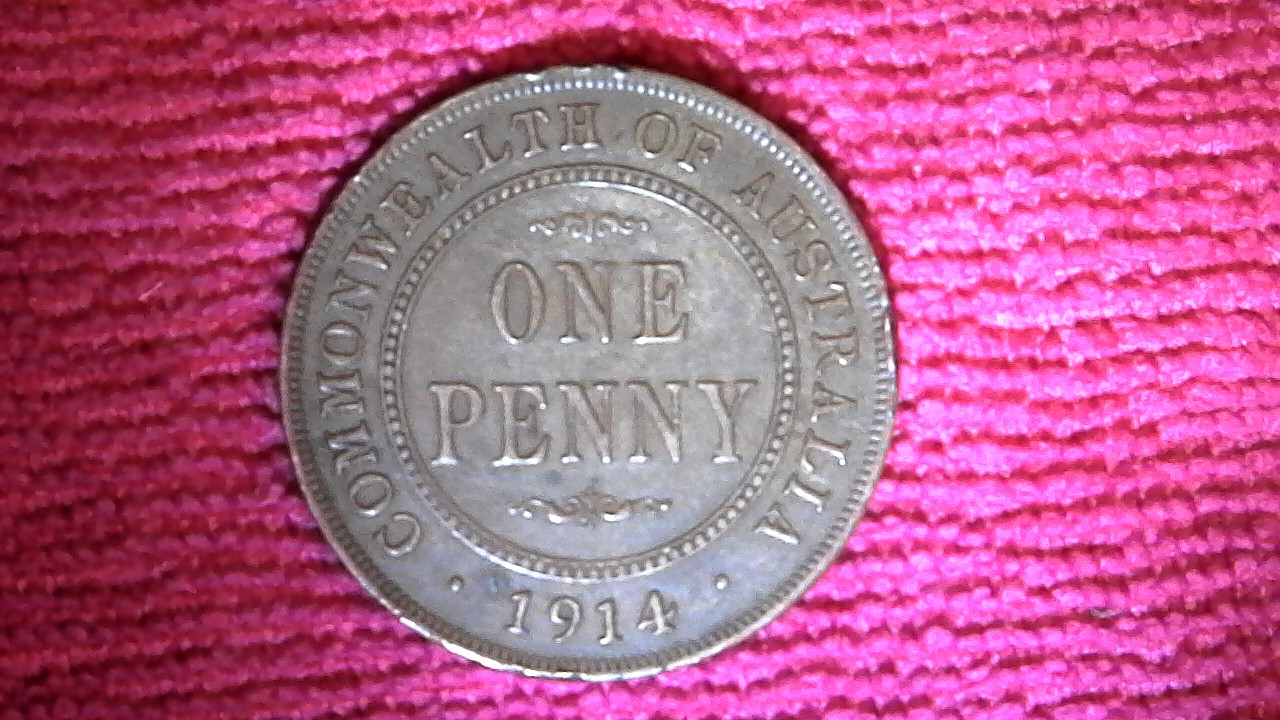 COMMONWEALTH OF AUSTRALIA
ONE
PENNY
· 1914 ·